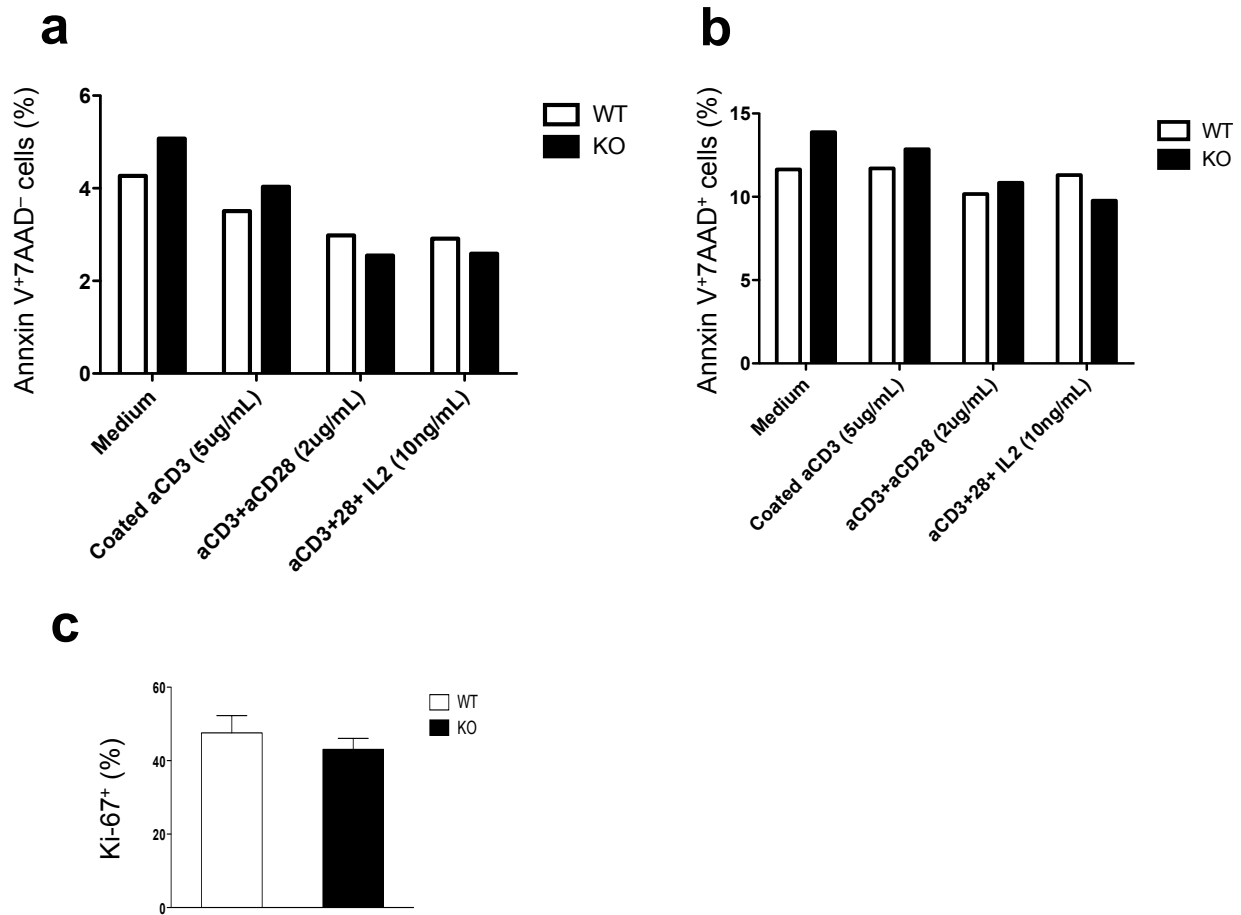 a
Annxin V⁺7AAD⁻ cells (%)
6
4
2
0
WT
KO
Medium
Coated aCD3 (5ug/mL)
aCD3+aCD28 (2ug/mL)
aCD3+28+ IL2 (10ng/mL)
b
Annxin V⁺7AAD⁺ cells (%)
15
10
5
0
WT
KO
Medium
Coated aCD3 (5ug/mL)
aCD3+aCD28 (2ug/mL)
aCD3+28+ IL2 (10ng/mL)
c
Ki-67⁺ (%)
60
40
20
0
WT
KO